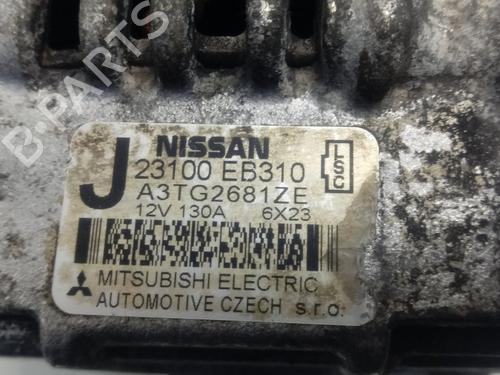 B-PARTS
NISSAN
J
23100 EB310
LSC
A3TG2681ZE
12V 130A 6X23
MITSUBISHI ELECTRIC
AUTOMOTIVE CZECH s.r.o.